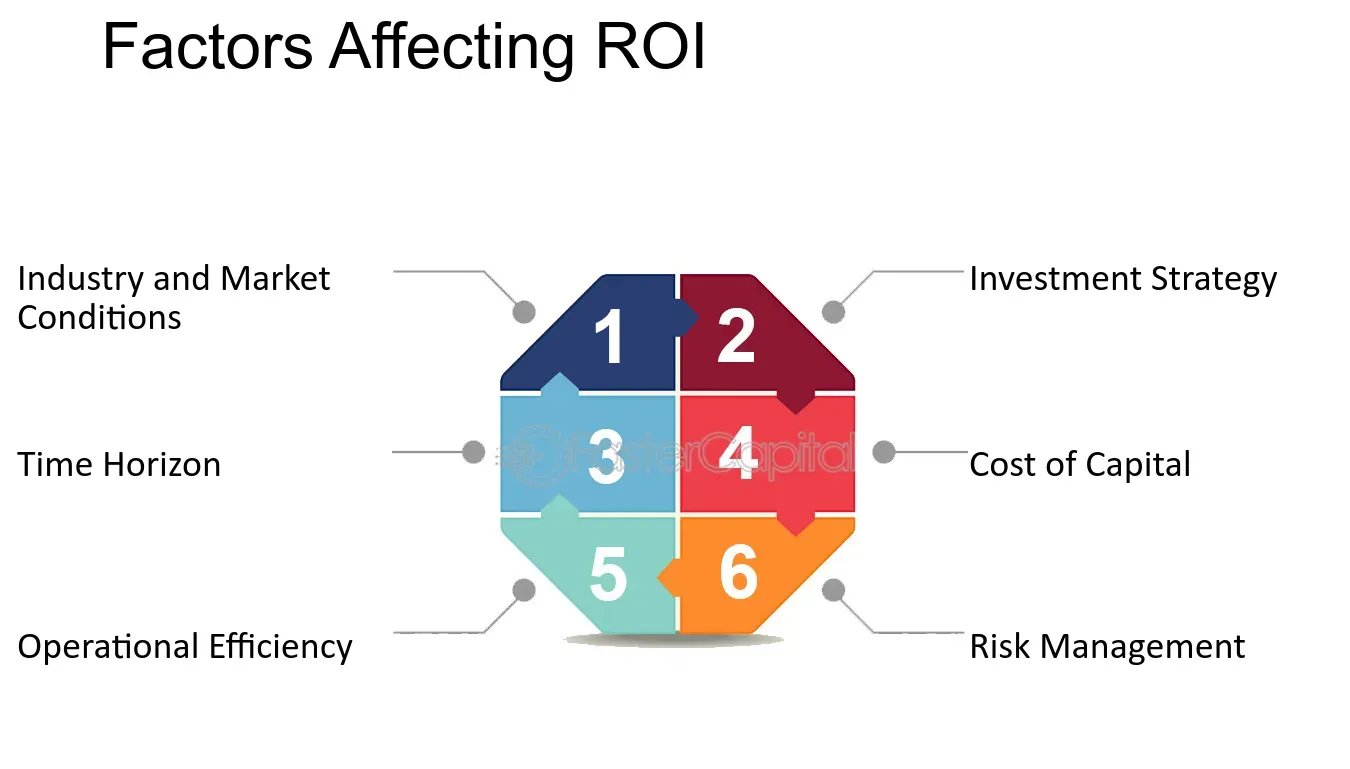 Factors Affecting ROI
Industry and Market
Conditions
1
2
Investment Strategy
Time Horizon
3
4
Cost of Capital
FasterCapital
Operational Efficiency
5
6
Risk Management